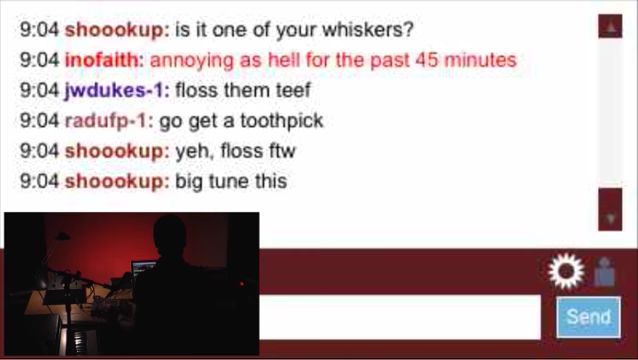 9:04 shoookup: is it one of your whiskers?
9:04 inofaith: annoying as hell for the past 45 minutes
9:04 jwdukes-1: floss them teef
9:04 radufp-1: go get a toothpick
9:04 shoookup: yeh, floss ftw
9:04 shoookup: big tune this
Send